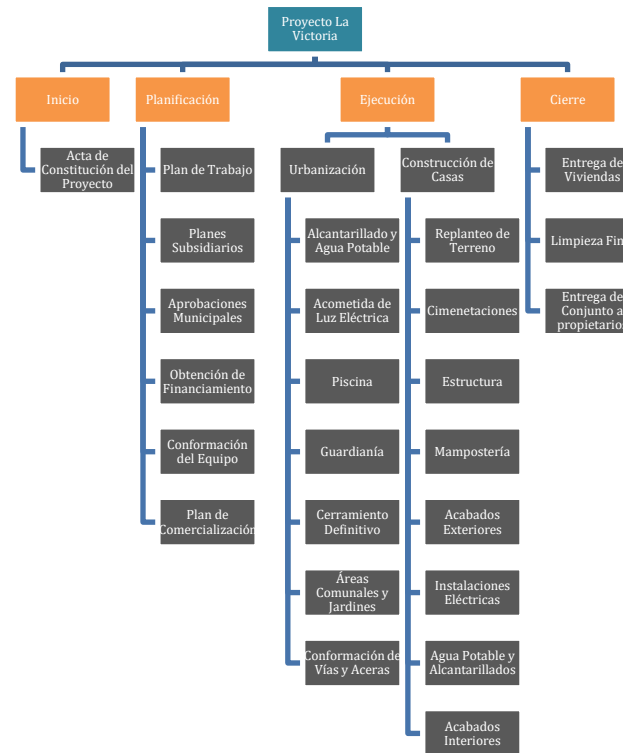 Proyecto La
Victoria
Inicio
Planificación
Ejecución
Cierre
Acta de
Constitución del
Proyecto
Plan de Trabajo
Planes
Subsidiarios
Aprobaciones
Municipales
Obtención de
Financiamiento
Conformación
del Equipo
Plan de
Comercialización
Urbanización
Alcantarillado y
Agua Potable
Acometida de
Luz Eléctrica
Piscina
Guardianía
Cerramiento
Definitivo
Áreas
Comunales y
Jardines
Conformación de
Vías y Aceras
Construcción de
Casas
Replanteo de
Terreno
Cimenetaciones
Estructura
Mampostería
Acabados
Exteriores
Instalaciones
Eléctricas
Agua Potable y
Alcantarillados
Acabados
Interiores
Entrega de
Viviendas
Limpieza Fin
Entrega de
Conjunto a
propietario